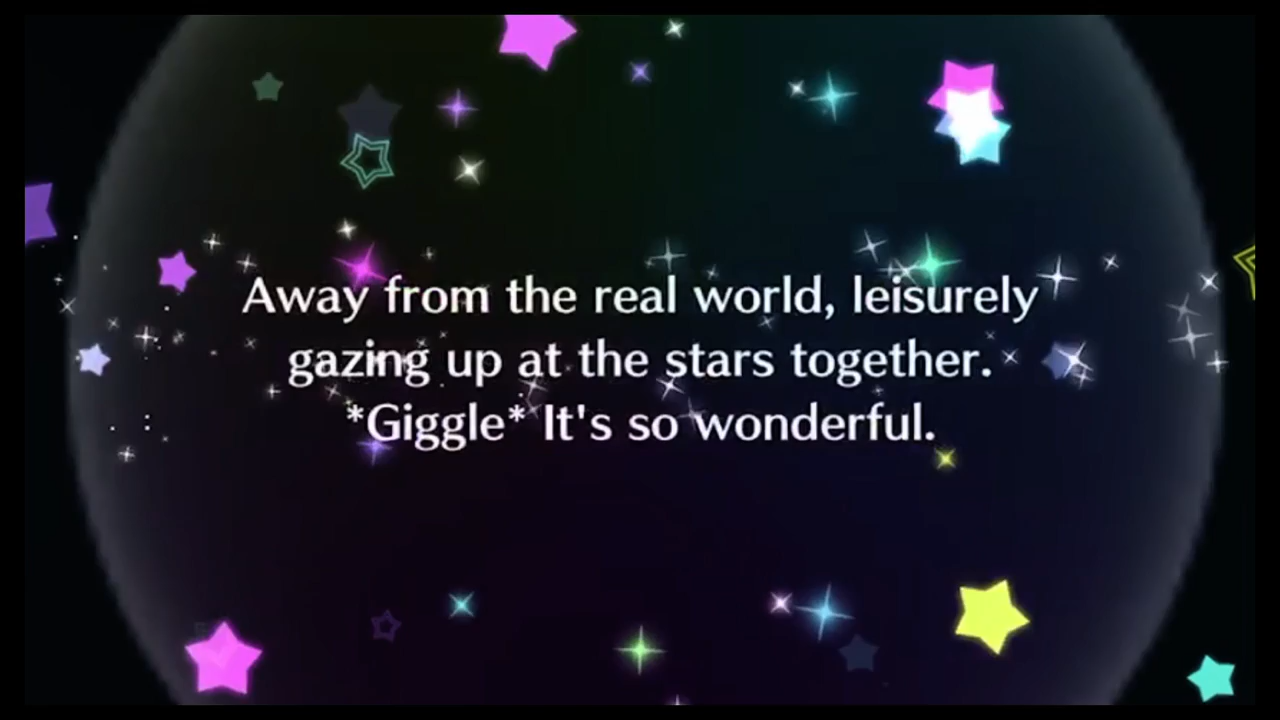 Away from the real world, leisurely
gazing up at the stars together.
*Giggle* It's so wonderful.